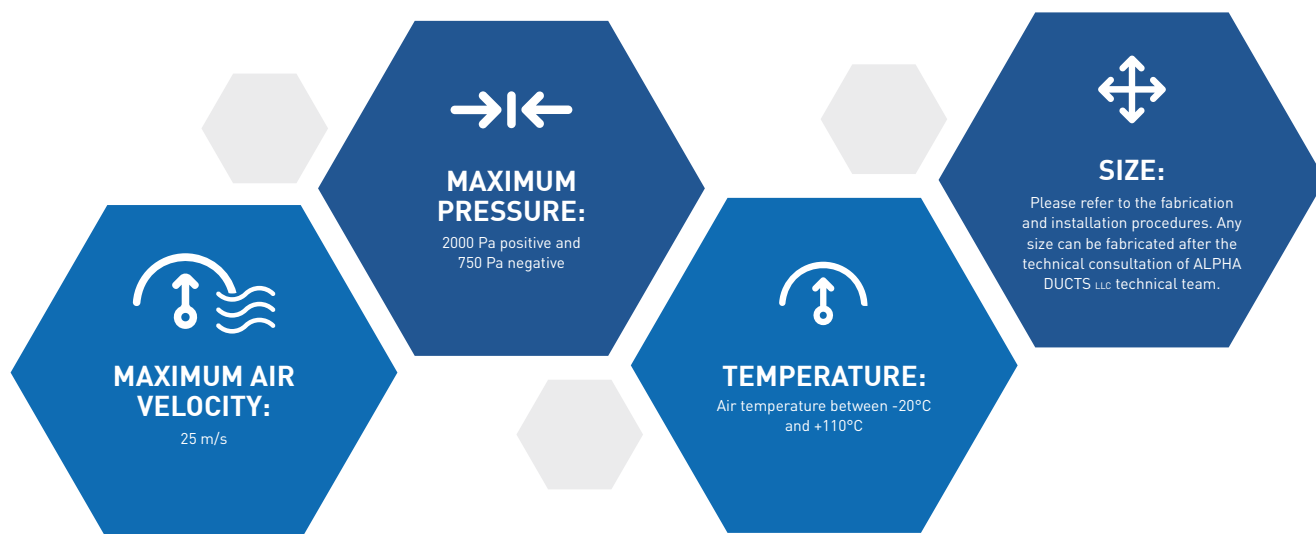 MAXIMUM AIR
VELOCITY:
25 m/s
MAXIMUM
PRESSURE:
2000 Pa positive and
750 Pa negative
TEMPERATURE:
Air temperature between -20°C
and +110°C
SIZE:
Please refer to the fabrication
and installation procedures. Any
size can be fabricated after the
technical consultation of ALPHA
DUCTS LLC technical team.